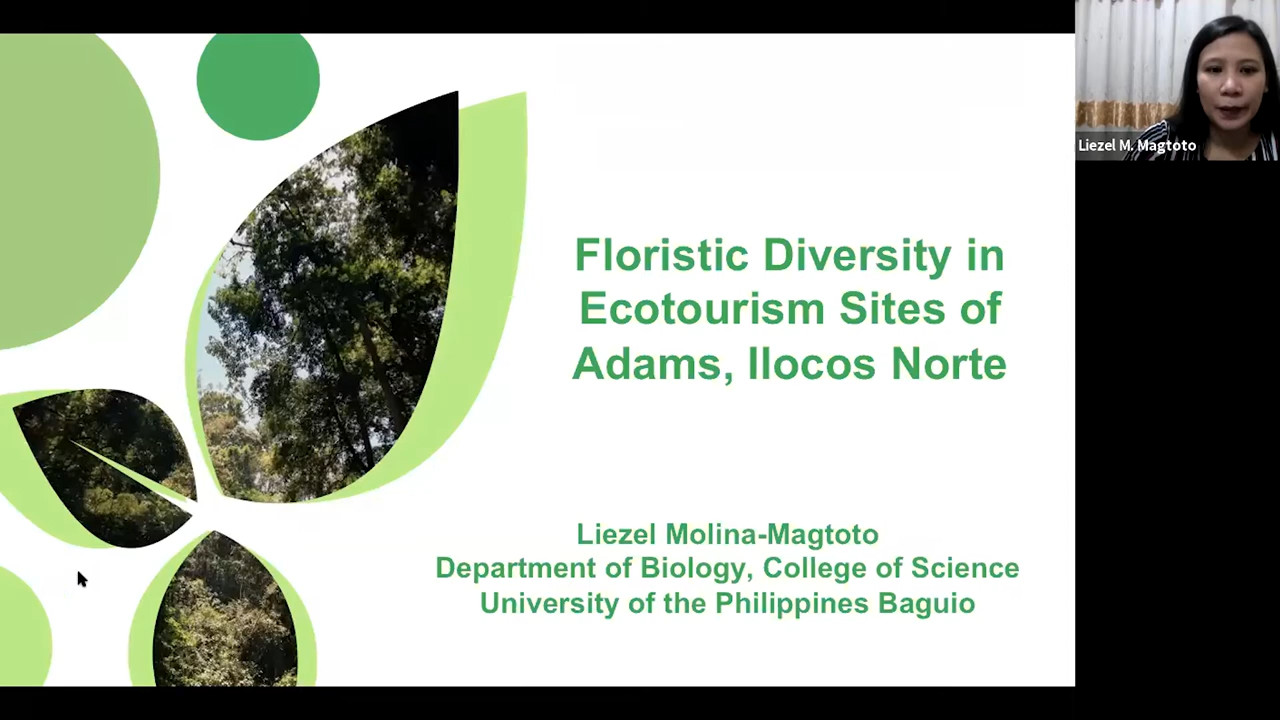 Floristic Diversity in
Ecotourism Sites of
Adams, Ilocos Norte
Liezel Molina-Magtoto
Department of Biology, College of Science
University of the Philippines Baguio
Liezel M. Magtoto